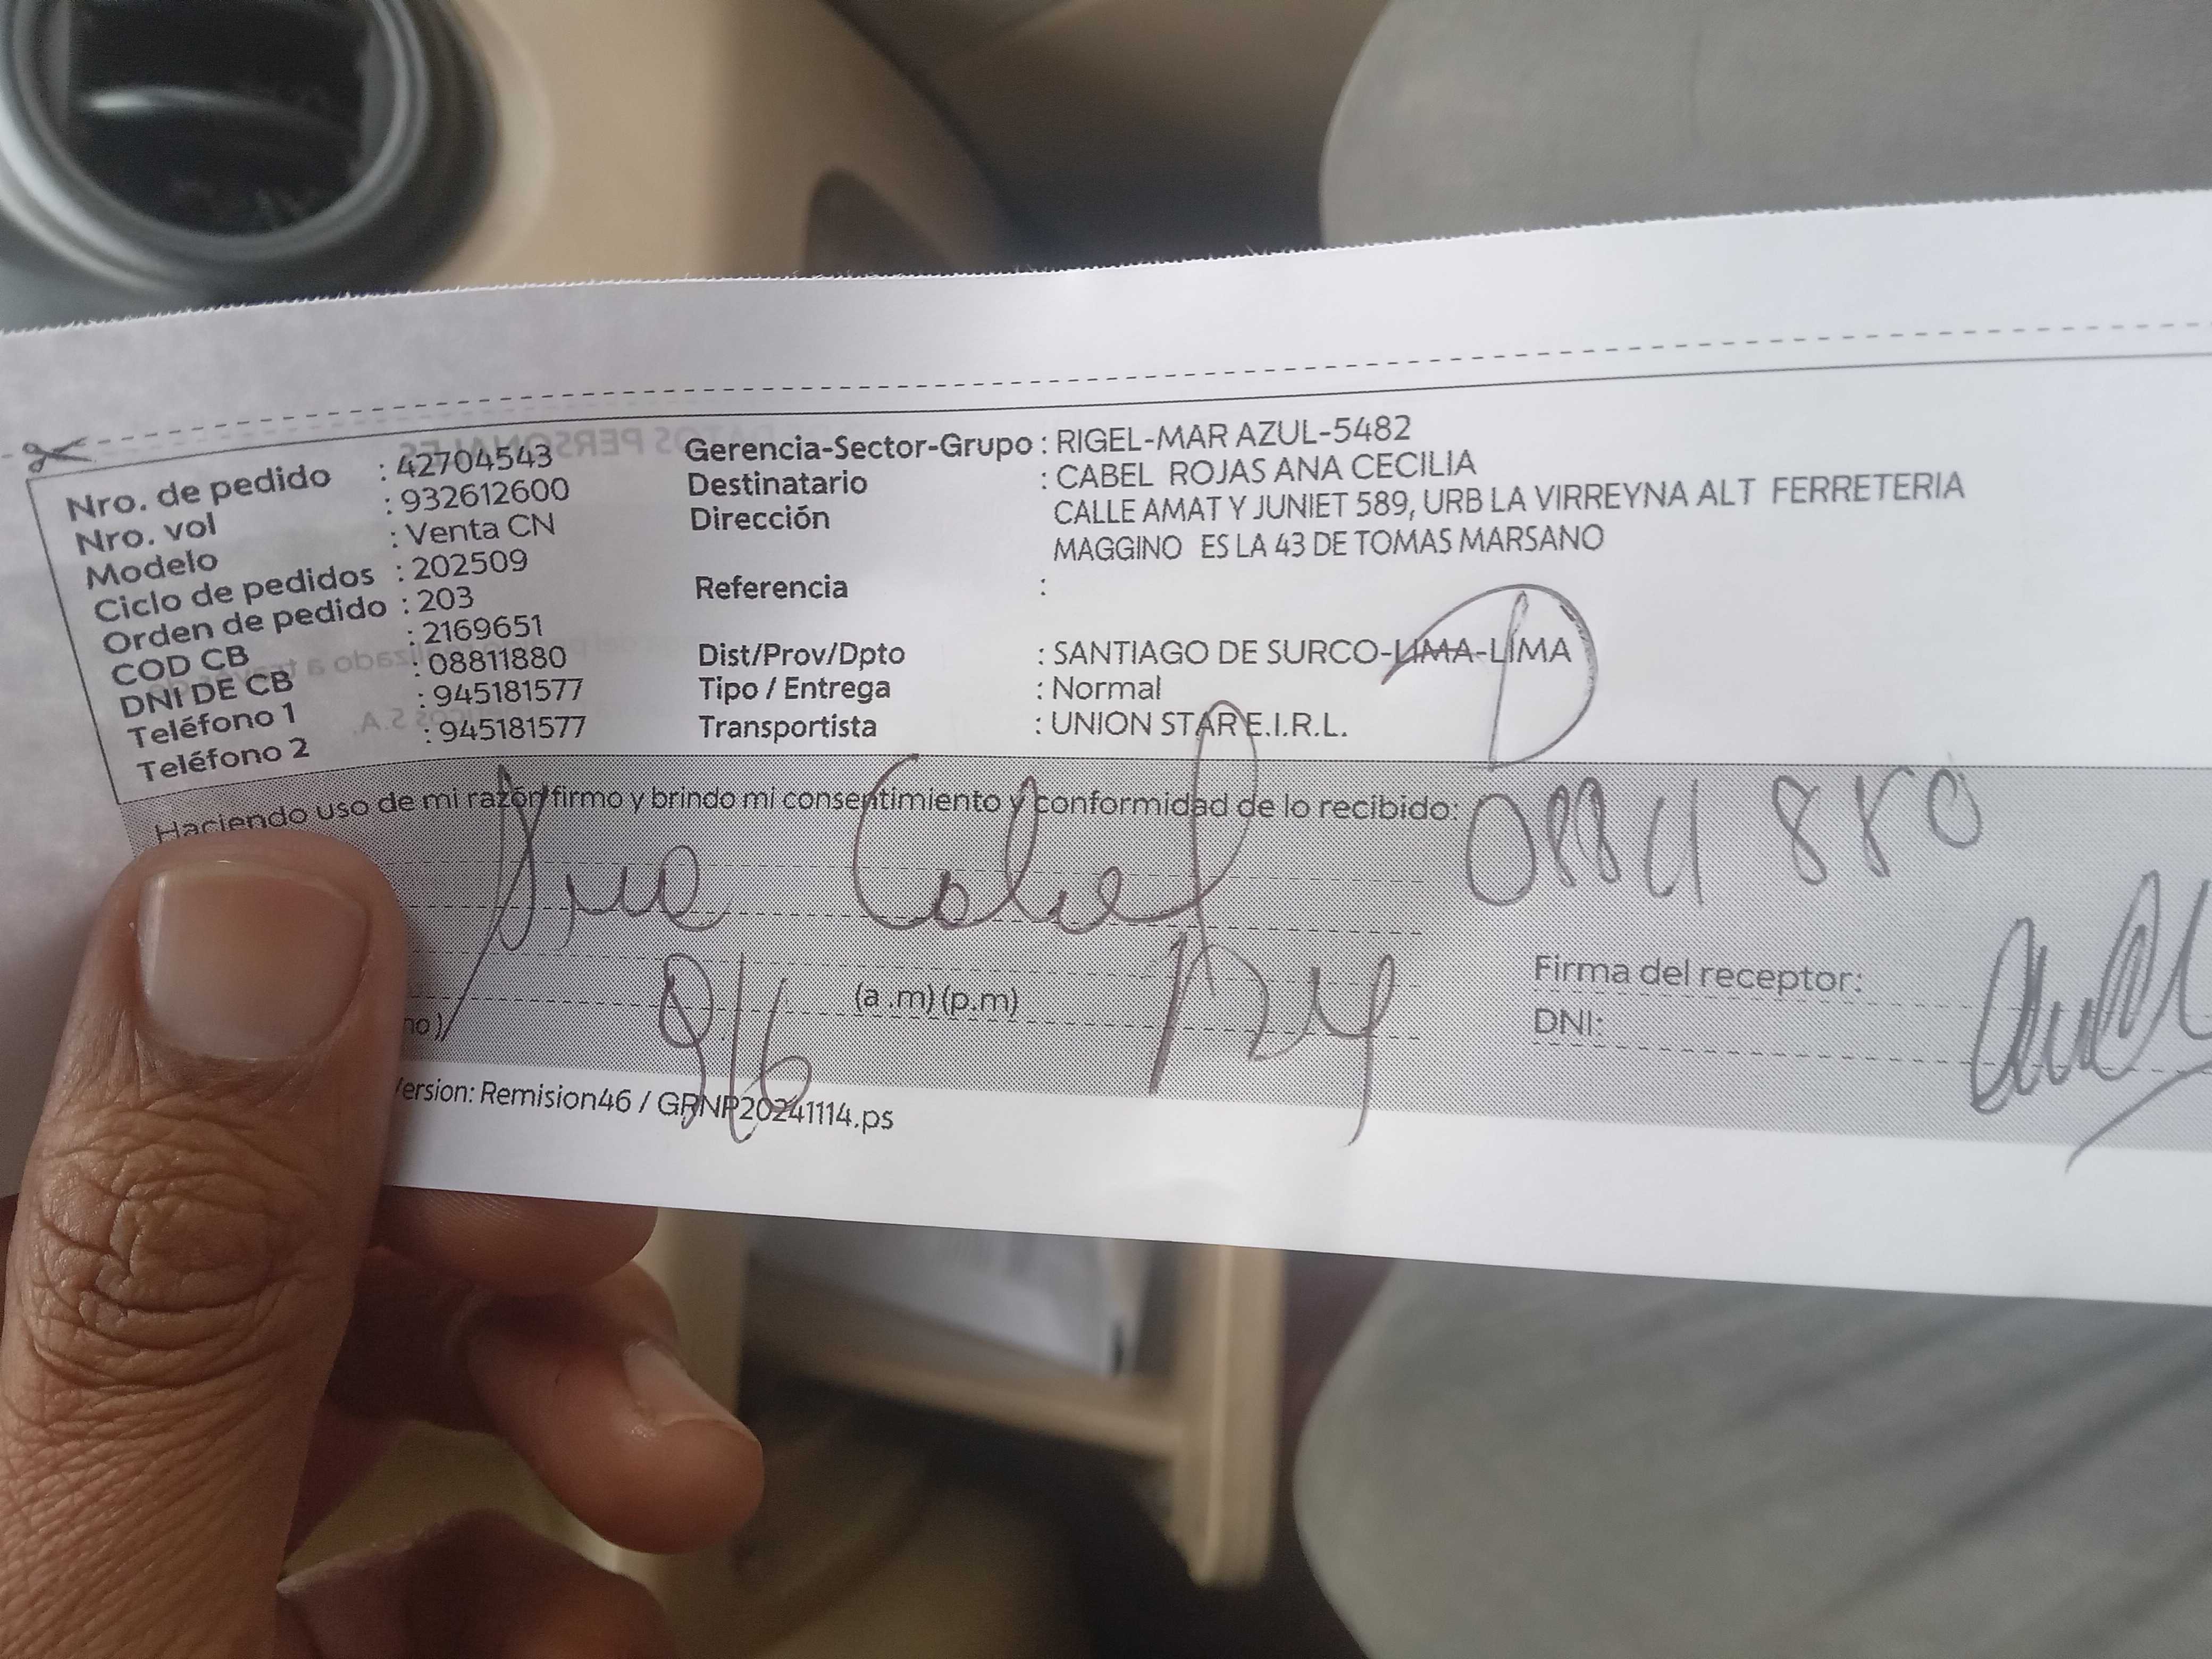 Nro. de pedido : 42704543
Nro. vol : 932612600
Modelo : Venta CN
Ciclo de pedidos : 202509
Orden de pedido : 203
COD CB : 2169651
DNI DE CB : 08811880
Teléfono 1 : 945181577
Teléfono 2 : 945181577
Gerencia-Sector-Grupo : RIGEL-MAR AZUL-5482
Destinatario : CABEL ROJAS ANA CECILIA
Dirección CALLE AMAT Y JUNIET 589, URB LA VIRREYNA ALT FERRETERIA
MAGGINO ES LA 43 DE TOMAS MARSANO
Referencia :
Dist/Prov/Dpto : SANTIAGO DE SURCO-LIMA-LIMA
Tipo / Entrega : Normal
Transportista : UNION STAR E.I.R.L.
D
Haciendo uso de mi razón firmo y brindo mi consentimiento y conformidad de lo recibido:
Ana Cabel 08811880
(a .m) (p.m)
Firma del receptor:
DNI:
9/6
Version: Remision46 / GRNP20241114.ps